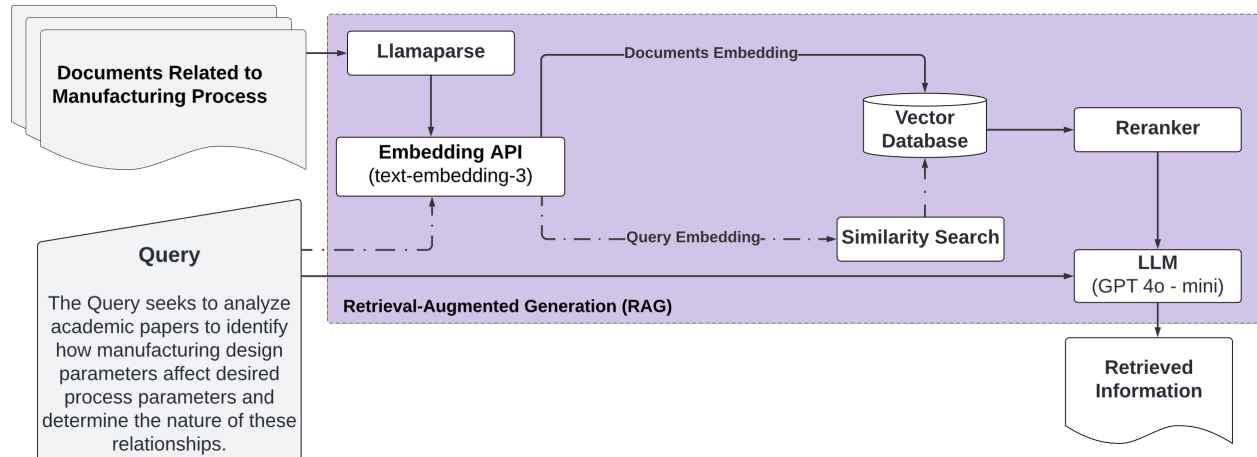 Documents Related to
Manufacturing Process
Llamaparse
Documents Embedding
Embedding API
(text-embedding-3)
Vector
Database
Reranker
Query
Query Embedding
Similarity Search
LLM
(GPT 4o - mini)
The Query seeks to analyze
academic papers to identify
how manufacturing design
parameters affect desired
process parameters and
determine the nature of these
relationships.
Retrieval-Augmented Generation (RAG)
Retrieved
Information